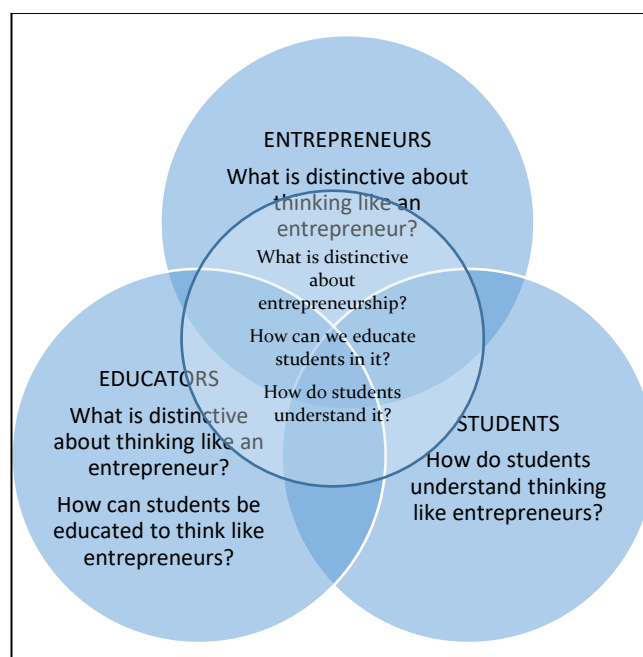 ENTREPRENEURS
What is distinctive about
thinking like an
entrepreneur?
What is distinctive
about
entrepreneurship?
How can we educate
students in it?
How do students
understand it?
EDUCATORS
What is distinctive
about thinking like an
entrepreneur?
How can students be
educated to think like
entrepreneurs?
STUDENTS
How do students
understand thinking
like entrepreneurs?